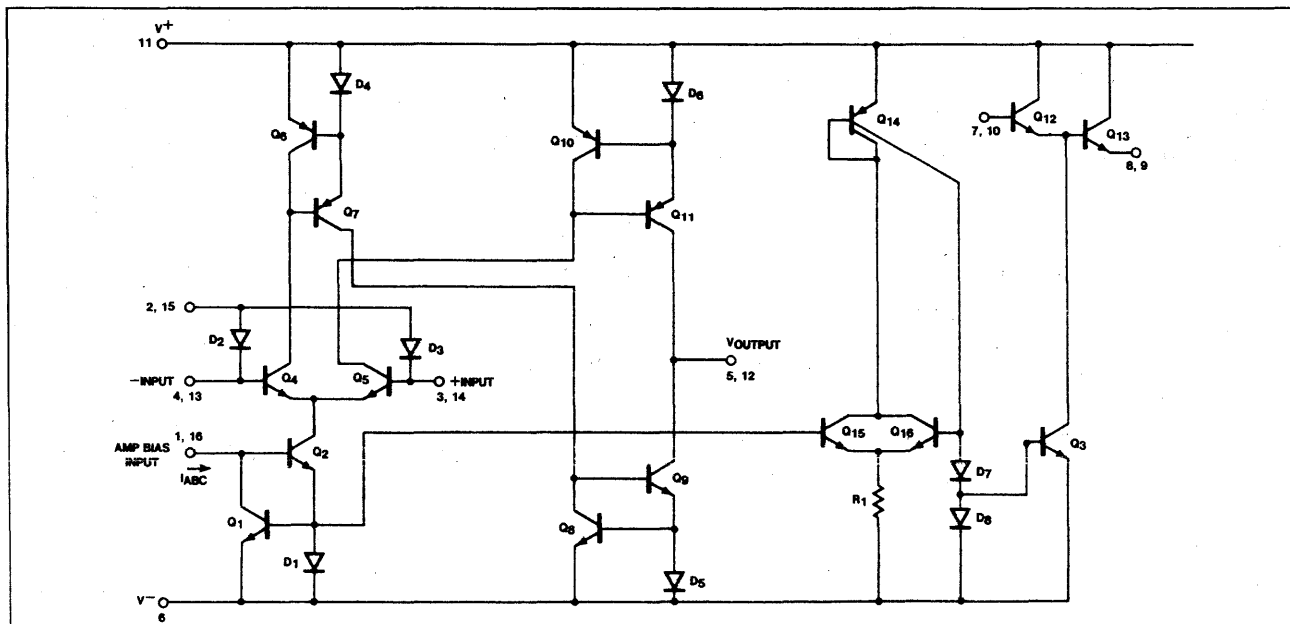 V+
11
D4
D6
Q6
Q10
Q14
7, 10
Q12
Q13
8, 9
Q7
Q11
2, 15
D2
D3
VOUTPUT
5, 12
−INPUT
4, 13
Q4
Q5
+INPUT
3, 14
1, 16
AMP BIAS
INPUT
IABC
Q2
Q15
Q16
Q3
Q1
D1
Q8
Q9
R1
D7
D8
D5
V−
6